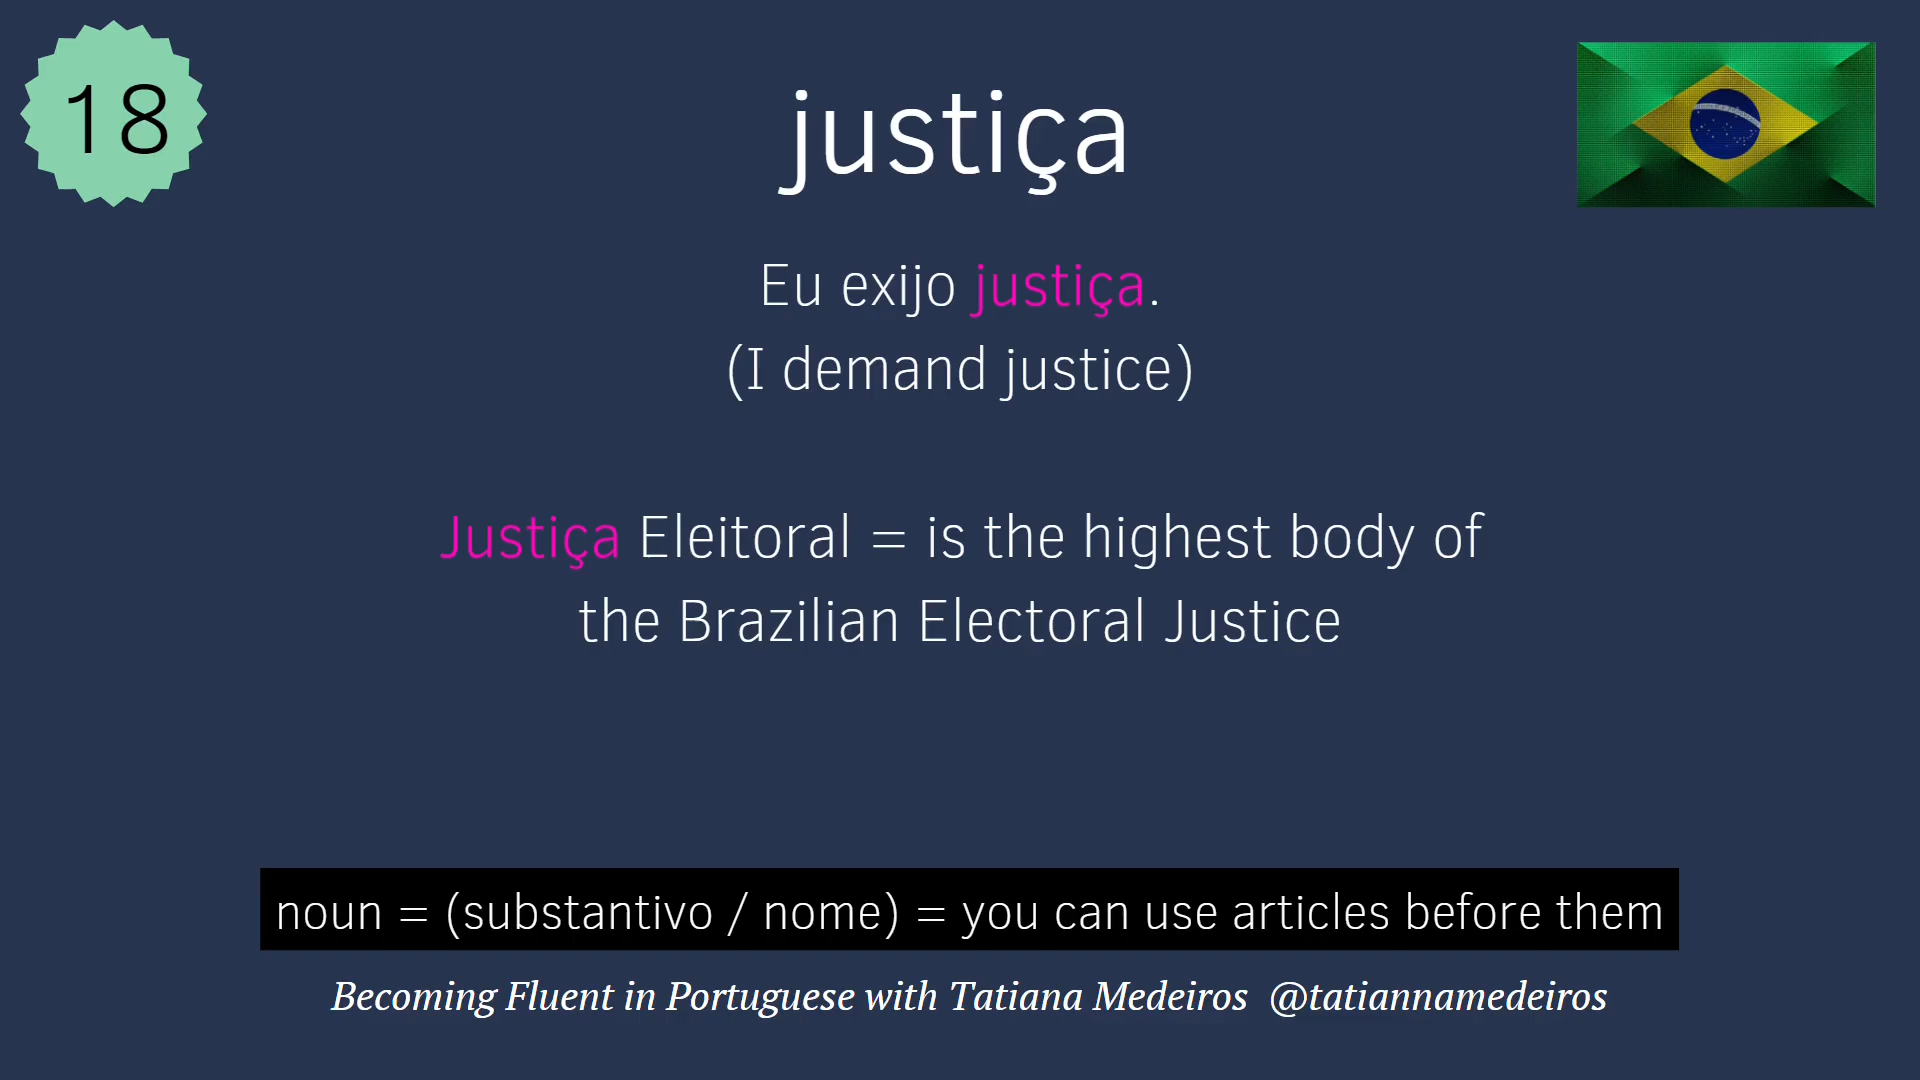 18
justiça
Eu exijo justiça.
(I demand justice)
Justiça Eleitoral = is the highest body of
the Brazilian Electoral Justice
noun = (substantivo / nome) = you can use articles before them
Becoming Fluent in Portuguese with Tatiana Medeiros @tatiannamedeiros